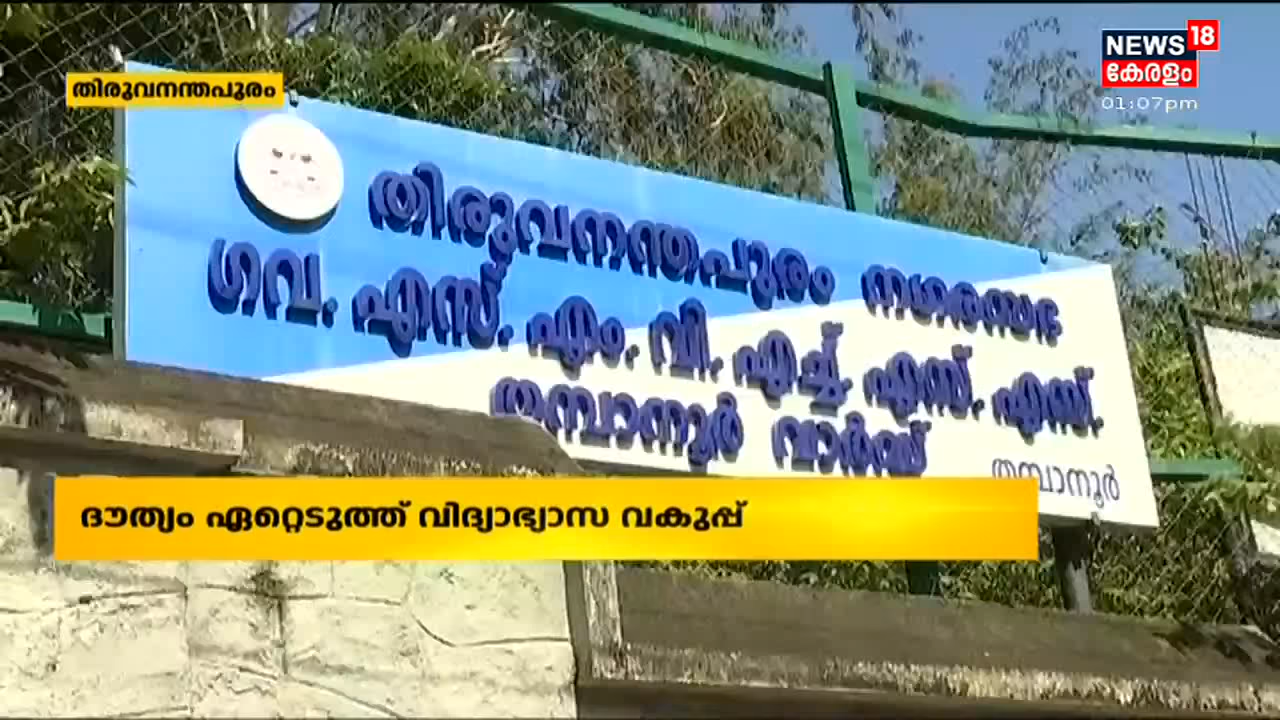 NEWS 18
കേരളം
01:07pm
തിരുവനന്തപുരം
തിരുവനന്തപുരം നഗരസഭ
ഗവ. എസ്. എം. വി. എച്ച്. എസ്. എസ്.
തമ്പാനൂർ വാർഡ്
തമ്പാനൂർ
ദൗത്യം ഏറ്റെടുത്ത് വിദ്യാഭ്യാസ വകുപ്പ്